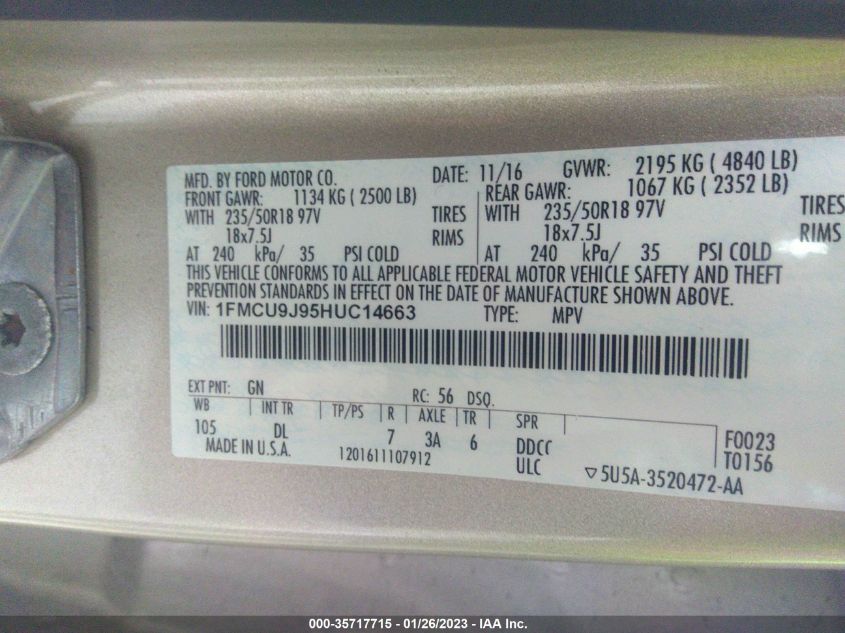 MFD. BY FORD MOTOR CO. DATE: 11/16 GVWR: 2195 KG ( 4840 LB)
FRONT GAWR: 1134 KG ( 2500 LB) REAR GAWR: 1067 KG ( 2352 LB)
WITH 235/50R18 97V TIRES WITH 235/50R18 97V TIRES
18x7.5J RIMS 18x7.5J RIMS
AT 240 kPa/ 35 PSI COLD AT 240 kPa/ 35 PSI COLD
THIS VEHICLE CONFORMS TO ALL APPLICABLE FEDERAL MOTOR VEHICLE SAFETY AND THEFT
PREVENTION STANDARDS IN EFFECT ON THE DATE OF MANUFACTURE SHOWN ABOVE.
VIN: 1FMCU9J95HUC14663 TYPE: MPV
EXT PNT: GN RC: 56 DSO:
WB INT TR TP/PS R AXLE TR SPR
105 DL 7 3A 6 DDCC F0023
MADE IN U.S.A. 1201611107912 ULC T0156
▽5U5A-3520472-AA
000-35717715 - 01/26/2023 - IAA Inc.